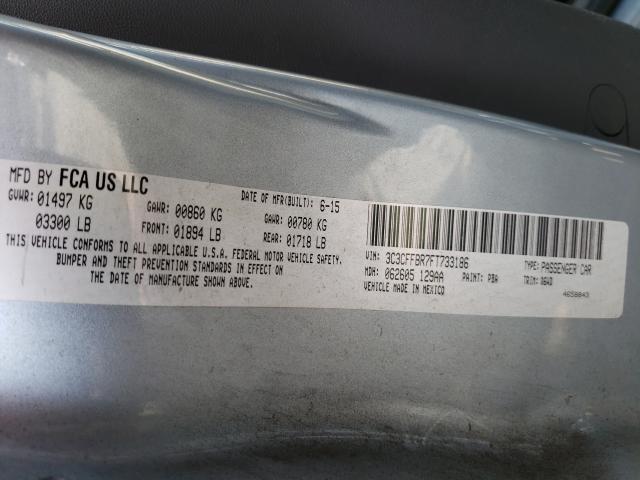 MFD BY FCA US LLC
DATE OF MFR(BUILT): 6-15
GVWR: 01497 KG
GAWR: 00860 KG
GAWR: 00780 KG
03300 LB
FRONT: 01894 LB
REAR: 01718 LB
THIS VEHICLE CONFORMS TO ALL APPLICABLE U.S.A. FEDERAL MOTOR VEHICLE SAFETY,
BUMPER AND THEFT PREVENTION STANDARDS IN EFFECT ON
THE DATE OF MANUFACTURE SHOWN ABOVE.
VIN: 3C3CFFBR7FT733186
TYPE: PASSENGER CAR
MDH: 062605 129AA
PAINT: PBA
TRIM: XGWD
VEHICLE MADE IN MEXICO
4658843